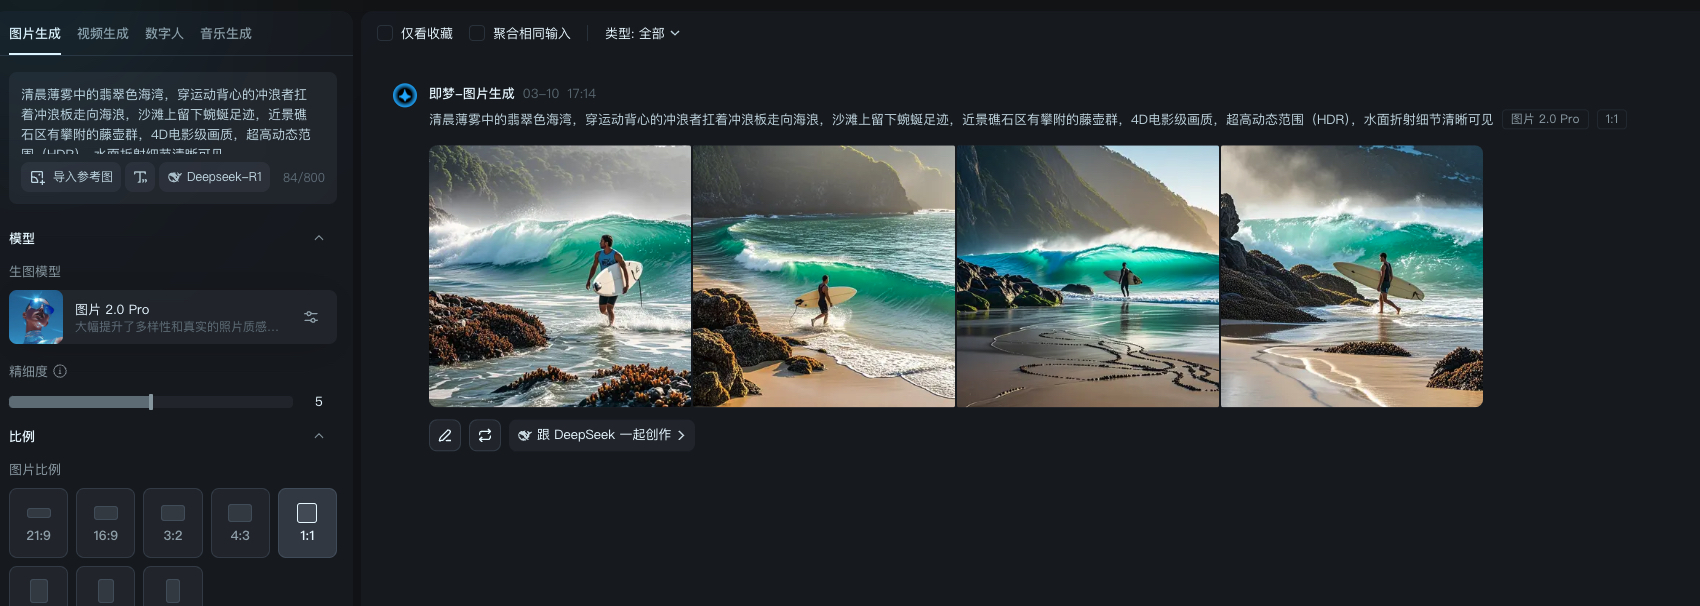 图片生成 视频生成 数字人 音乐生成
清晨薄雾中的翡翠色海湾，穿运动背心的冲浪者扛
着冲浪板走向海浪，沙滩上留下蜿蜒足迹，近景礁
石区有攀附的藤壶群，4D电影级画质，超高动态范
围（HDR），水面折射细节清晰可见
导入参考图 T Deepseek-R1 84/800
模型
生图模型
图片 2.0 Pro
大幅提升了多样性和真实的照片质感...
精细度
5
比例
图片比例
21:9 16:9 3:2 4:3 1:1
仅看收藏 聚合相同输入 类型: 全部
即梦-图片生成 03-10 17:14
清晨薄雾中的翡翠色海湾，穿运动背心的冲浪者扛着冲浪板走向海浪，沙滩上留下蜿蜒足迹，近景礁石区有攀附的藤壶群，4D电影级画质，超高动态范围（HDR），水面折射细节清晰可见 图片 2.0 Pro 1:1
跟 DeepSeek 一起创作